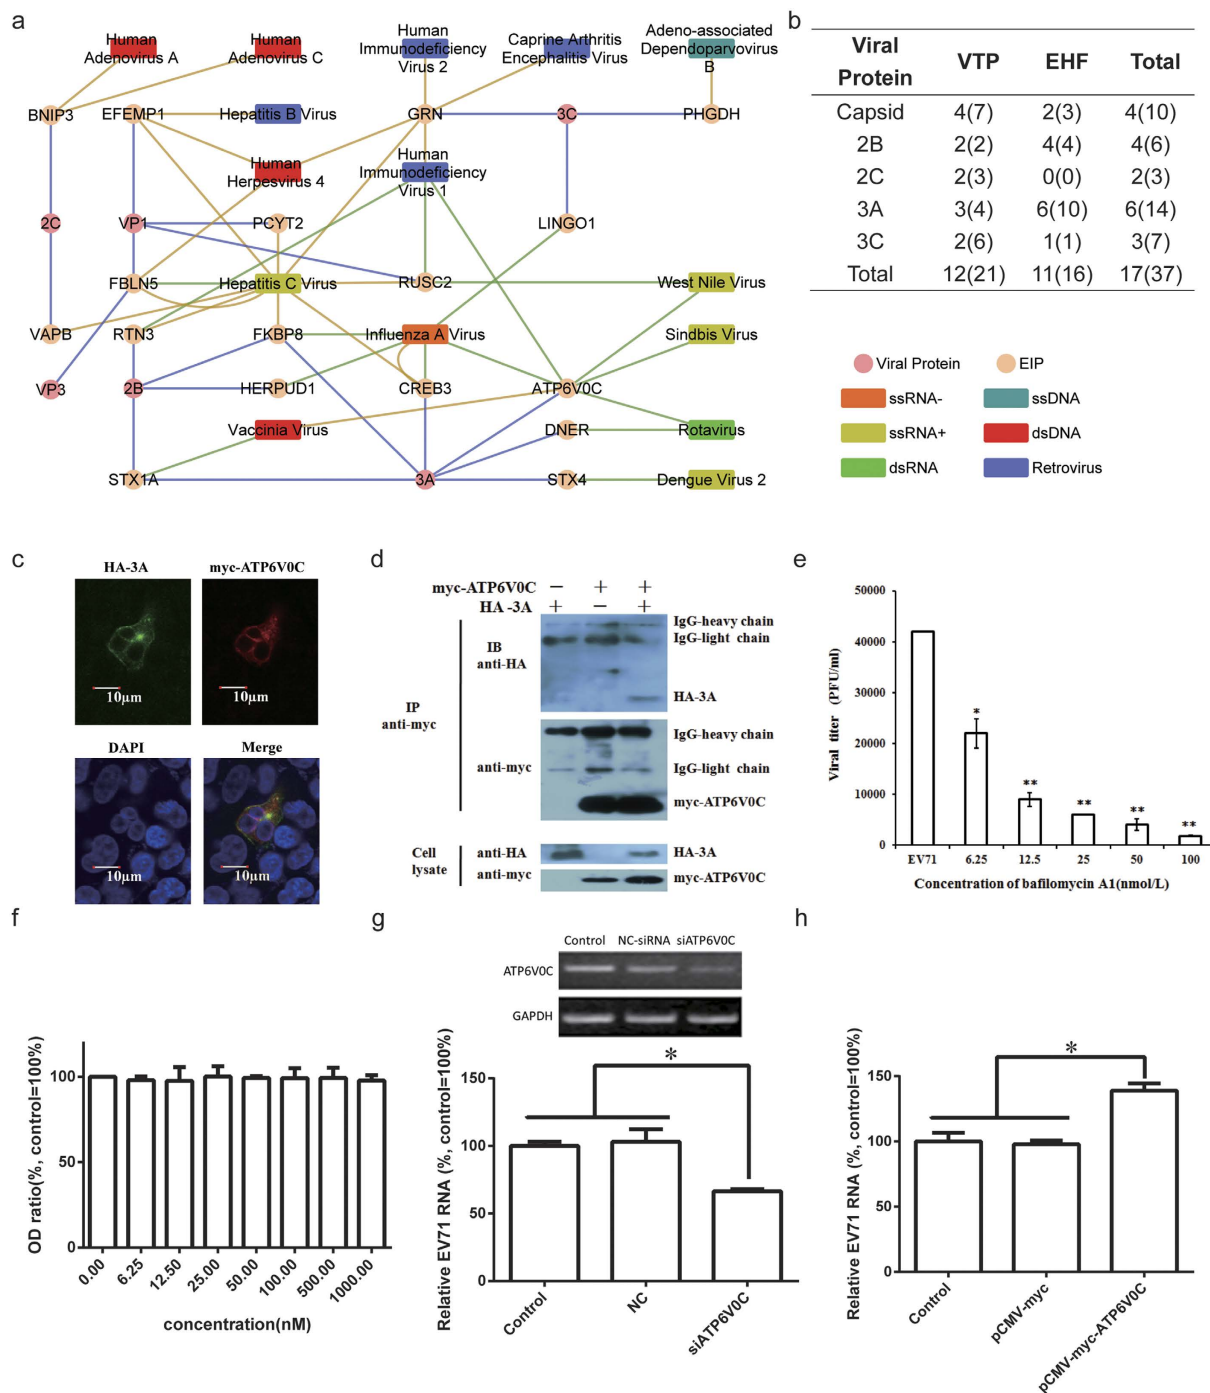 a
Human
Adenovirus A
Human
Adenovirus C
Human
Immunodeficiency
Virus 2
Caprine Arthritis
Encephalitis Virus
Adeno-associated
Dependoparvovirus
B
BNIP3
EFEMP1
Hepatitis B Virus
GRN
3C
PHGDH
Human
Herpesvirus 4
Human
Immunodeficiency
Virus 1
2C
VP1
PCYT2
LINGO1
FBLN5
Hepatitis C Virus
RUSC2
West Nile Virus
VAPB
RTN3
FKBP8
Influenza A Virus
Sindbis Virus
VP3
2B
HERPUD1
CREB3
ATP6V0C
Vaccinia Virus
DNER
Rotavirus
STX1A
3A
STX4
Dengue Virus 2
b
Viral Protein VTP EHF Total
Capsid 4(7) 2(3) 4(10)
2B 2(2) 4(4) 4(6)
2C 2(3) 0(0) 2(3)
3A 3(4) 6(10) 6(14)
3C 2(6) 1(1) 3(7)
Total 12(21) 11(16) 17(37)
Viral Protein EIP
ssRNA- ssDNA
ssRNA+ dsDNA
dsRNA Retrovirus
c
HA-3A myc-ATP6V0C
10μm 10μm
DAPI Merge
10μm 10μm
d
myc-ATP6V0C − + +
HA -3A + − +
IP
anti-myc
IB
anti-HA
IgG-heavy chain
IgG-light chain
HA-3A
anti-myc
IgG-heavy chain
IgG-light chain
myc-ATP6V0C
Cell
lysate
anti-HA HA-3A
anti-myc myc-ATP6V0C
e
Viral titer (PFU/ml)
50000
40000
30000
20000
10000
0
* ** ** ** **
EV71 6.25 12.5 25 50 100
Concentration of bafilomycin A1(nmol/L)
f
OD ratio(%, control=100%)
100
50
0
0.00 6.25 12.50 25.00 50.00 100.00 500.00 1000.00
concentration(nM)
g
Control NC-siRNA siATP6V0C
ATP6V0C
GAPDH
Relative EV71 RNA (%, control=100%)
150
100
50
0
*
Control NC siATP6V0C
h
Relative EV71 RNA (%, control=100%)
150
100
50
0
*
Control pCMV-myc pCMV-myc-ATP6V0C